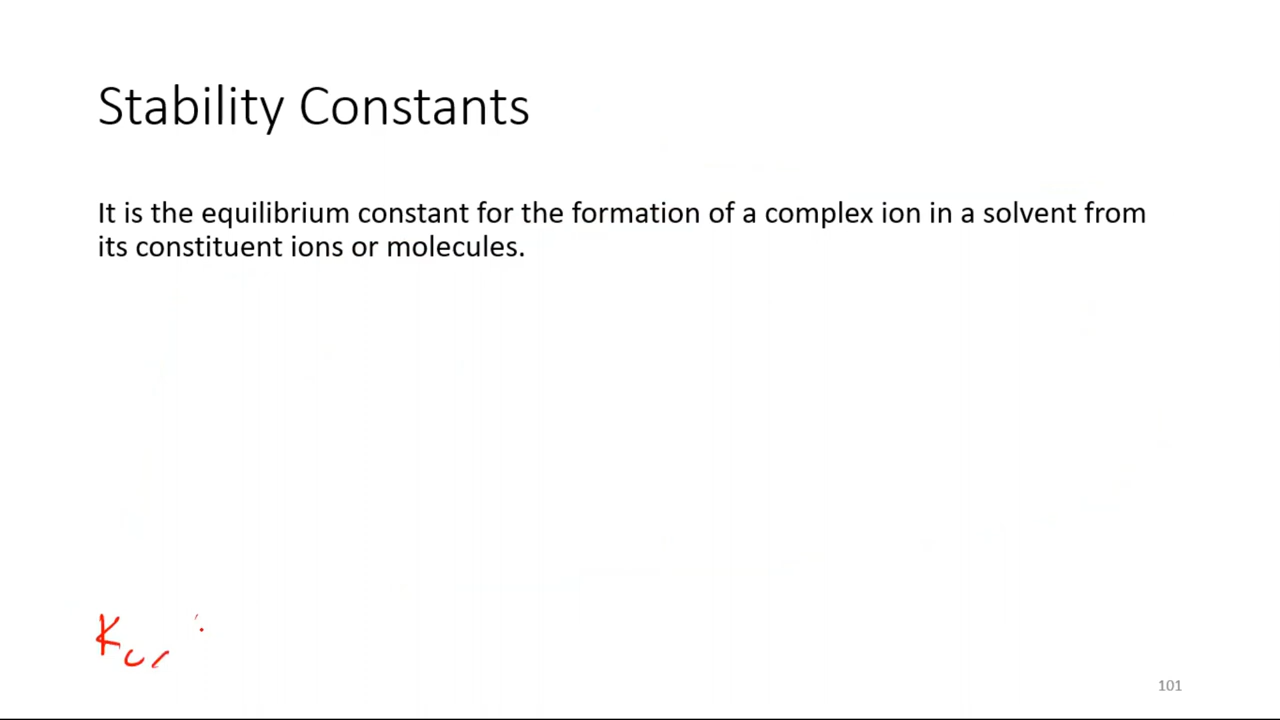 Stability Constants
It is the equilibrium constant for the formation of a complex ion in a solvent from
its constituent ions or molecules.
K
101